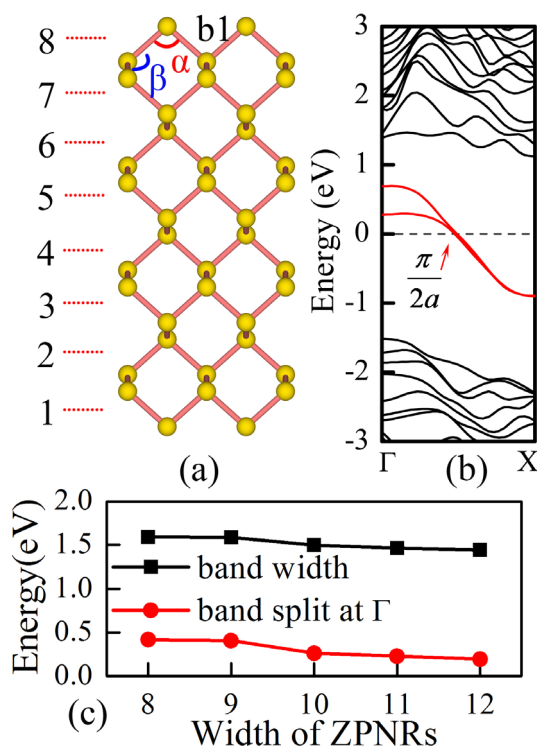 (a)
8
b1
α
β
7
6
5
4
3
2
1
(a)
3
2
1
0
-1
-2
-3
Energy (eV)
π
2a
Γ
X
(b)
(b)
2.0
1.5
1.0
0.5
0.0
Energy(eV)
band width
band split at Γ
8
9
10
11
12
Width of ZPNRs
(c)